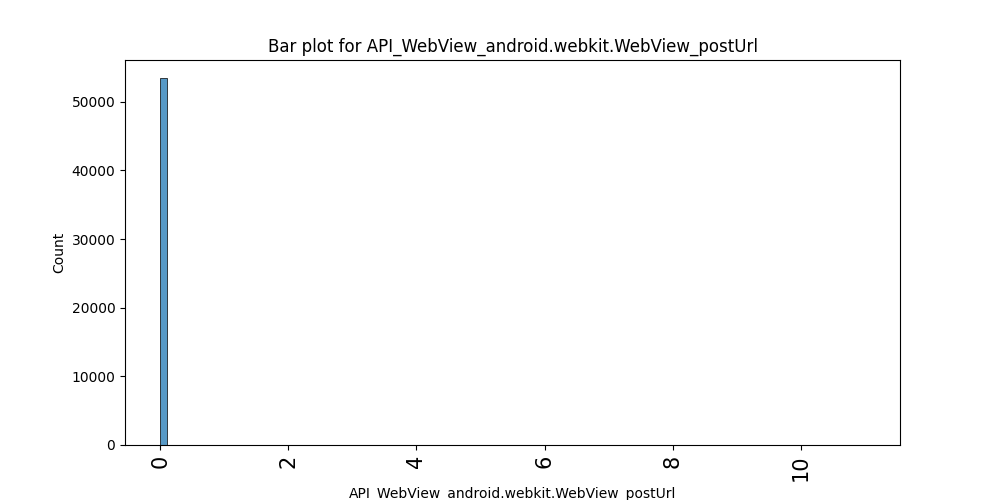 Bar plot for API_WebView_android.webkit.WebView_postUrl
50000
40000
30000
20000
10000
0
Count
0 2 4 6 8 10
API_WebView_android.webkit.WebView_postUrl